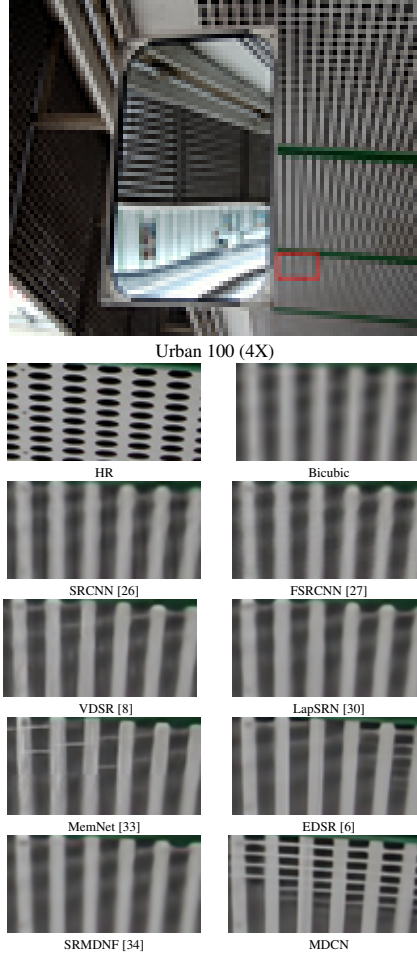 Urban 100 (4X)
HR
Bicubic
SRCNN [26]
FSRCNN [27]
VDSR [8]
LapSRN [30]
MemNet [33]
EDSR [6]
SRMDNF [34]
MDCN